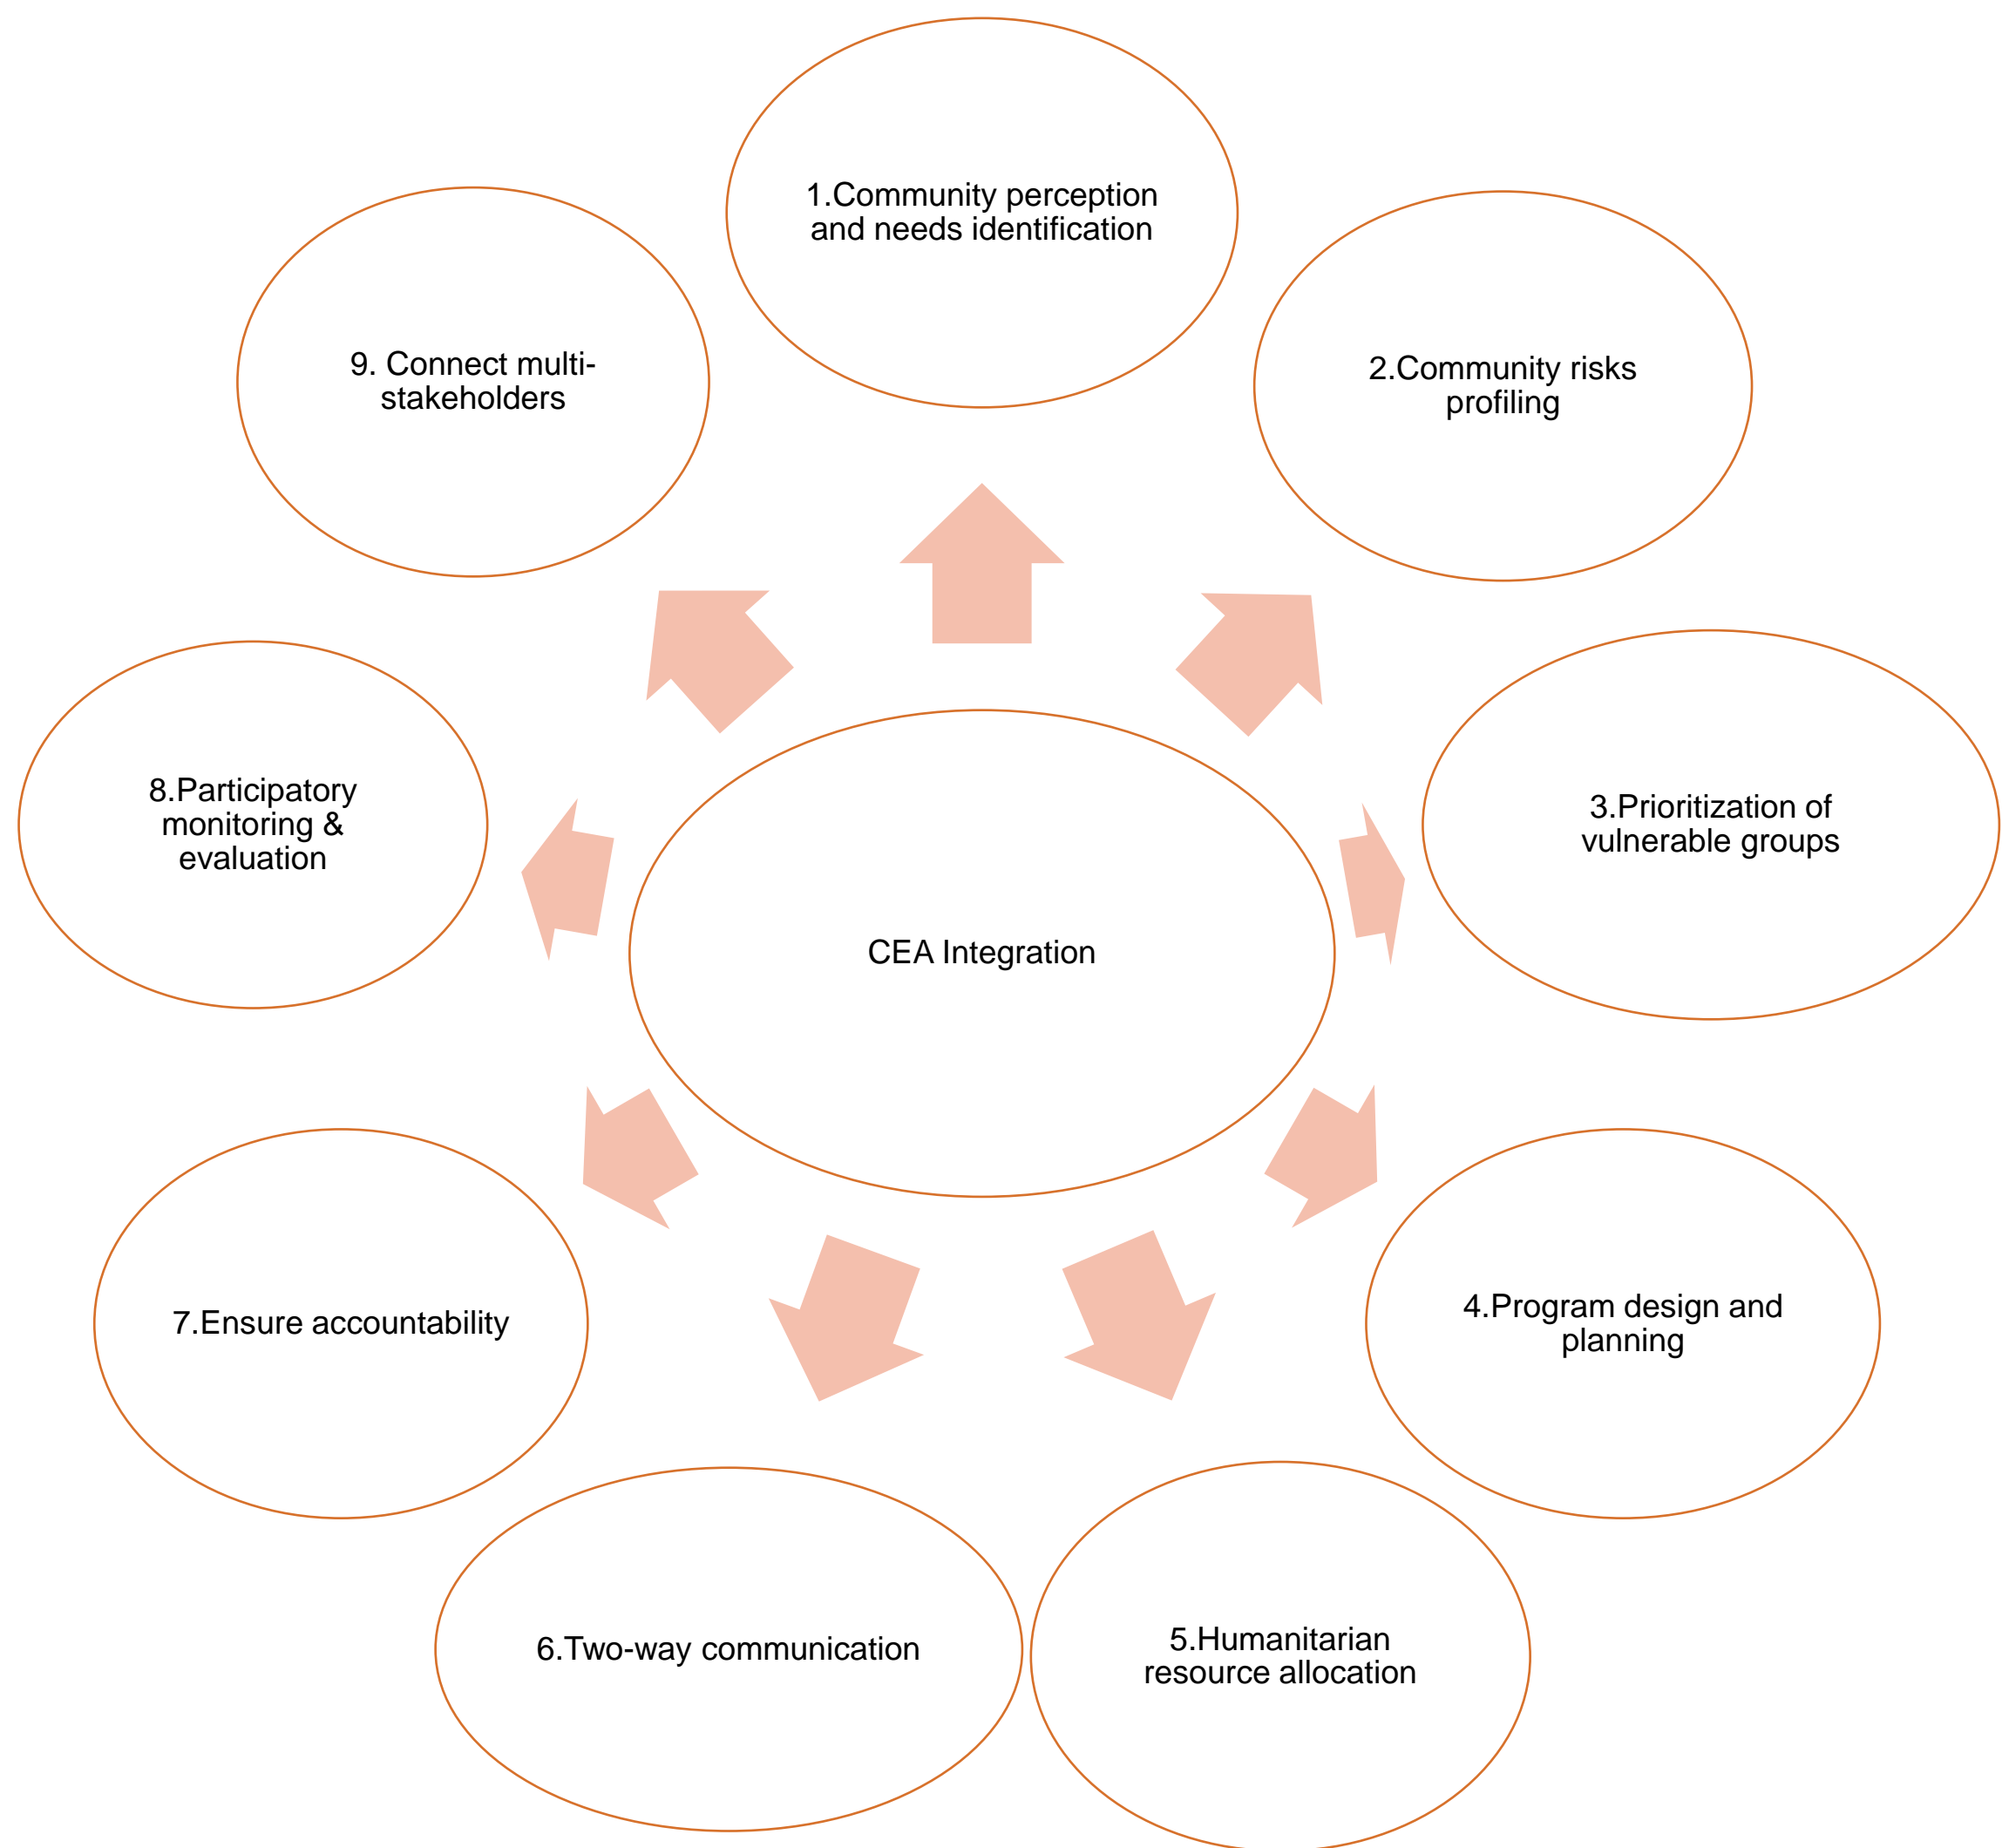 1.Community perception
and needs identification
2.Community risks
profiling
3.Prioritization of
vulnerable groups
4.Program design and
planning
5.Humanitarian
resource allocation
6.Two-way communication
7.Ensure accountability
8.Participatory
monitoring &
evaluation
9. Connect multi-
stakeholders
CEA Integration